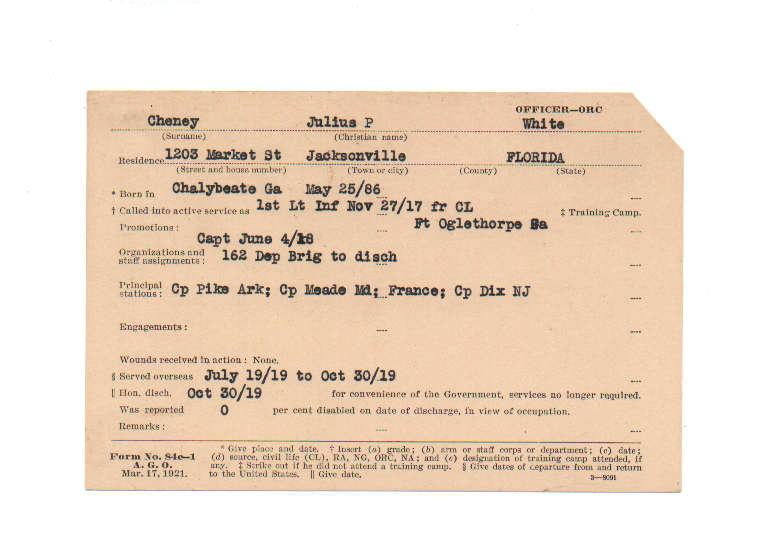 OFFICER—ORC
Cheney Julius P White
(Surname) (Christian name)
Residence 1203 Market St Jacksonville FLORIDA
(Street and house number) (Town or city) (County) (State)
* Born in Chalybeate Ga May 25/86
† Called into active service as 1st Lt Inf Nov 27/17 fr CL ‡ Training Camp.
Promotions: Ft Oglethorpe Ga
Capt June 4/18
Organizations and
staff assignments: 162 Dep Brig to disch
Principal
stations: Cp Pike Ark; Cp Meade Md; France; Cp Dix NJ
Engagements:
Wounds received in action: None.
§ Served overseas July 19/19 to Oct 30/19
‖ Hon. disch. Oct 30/19 for convenience of the Government, services no longer required.
Was reported 0 per cent disabled on date of discharge, in view of occupation.
Remarks:
Form No. 84c—1
A. G. O.
Mar. 17, 1921.
* Give place and date. † Insert (a) grade; (b) arm or staff corps or department; (c) date;
(d) source, civil life (CL), RA, NG, ORC, NA; and (e) designation of training camp attended, if
any. ‡ Strike out if he did not attend a training camp. § Give dates of departure from and return
to the United States. ‖ Give date.
3—8091